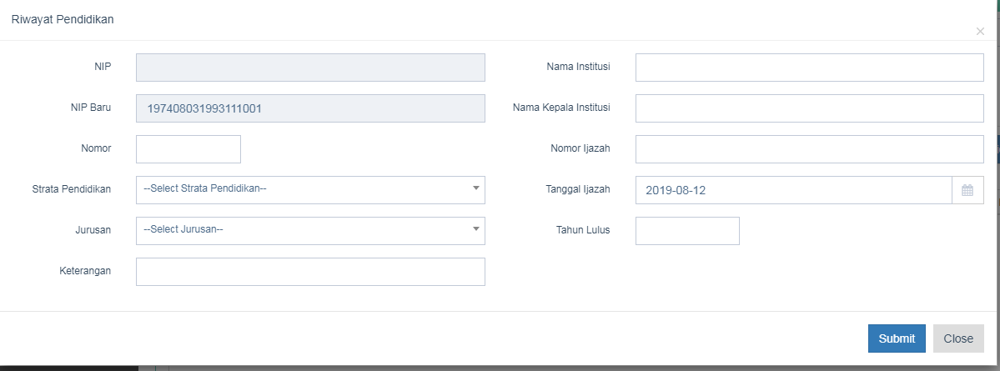 Riwayat Pendidikan
×
NIP
NIP Baru 197408031993111001
Nomor
Strata Pendidikan --Select Strata Pendidikan--
Jurusan --Select Jurusan--
Keterangan
Nama Institusi
Nama Kepala Institusi
Nomor Ijazah
Tanggal Ijazah 2019-08-12
Tahun Lulus
Submit Close